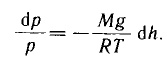 dp/p = − Mg/RT dh.